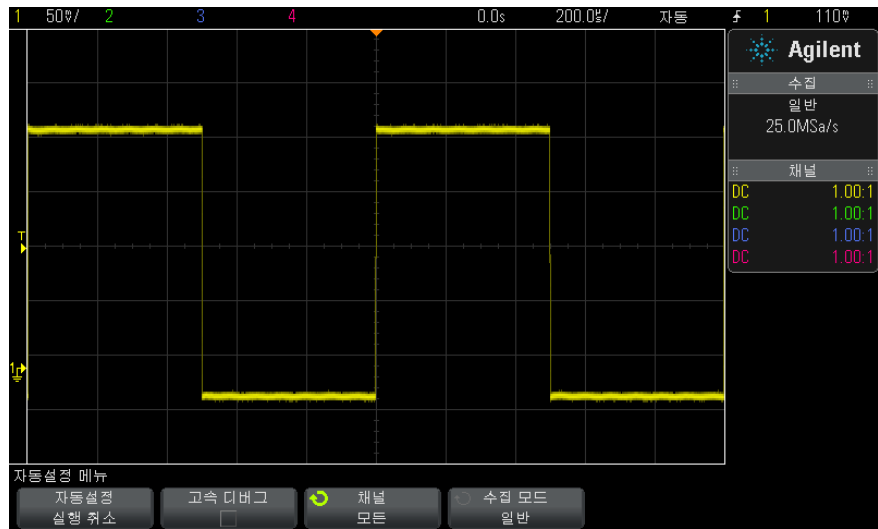 1 50V/ 2 3 4 0.0s 200.0㎲/ 자동 1 110V
Agilent
수집
일반
25.0MSa/s
채널
DC 1.00:1
DC 1.00:1
DC 1.00:1
DC 1.00:1
T
1
자동설정 메뉴
자동설정 고속 디버그 채널 수집 모드
실행 취소 모든 일반